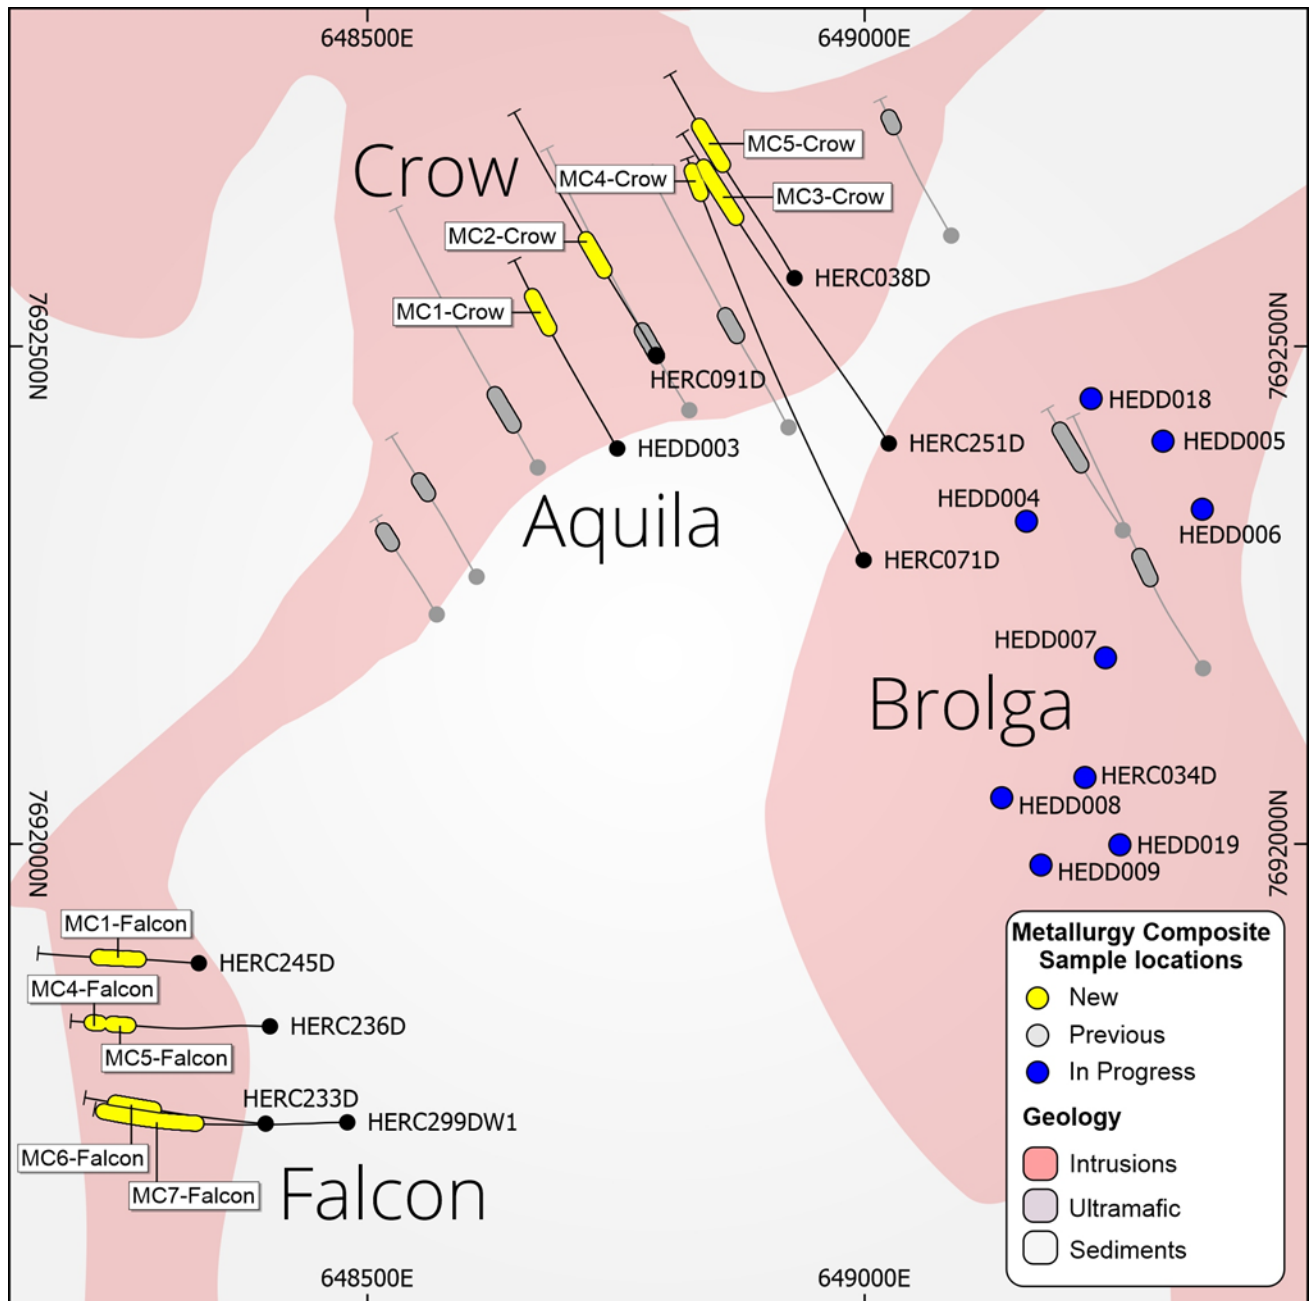 648500E
649000E
Crow
MC5-Crow
MC4-Crow
MC3-Crow
MC2-Crow
HERC038D
MC1-Crow
7692500N
7692500N
HERC091D
HEDD018
HEDD003
HERC251D
HEDD005
HEDD004
Aquila
HEDD006
HERC071D
HEDD007
Brolga
HERC034D
HEDD008
7692000N
7692000N
HEDD019
HEDD009
MC1-Falcon
HERC245D
MC4-Falcon
HERC236D
MC5-Falcon
HERC233D
HERC299DW1
MC6-Falcon
MC7-Falcon
Falcon
Metallurgy Composite
Sample locations
New
Previous
In Progress
Geology
Intrusions
Ultramafic
Sediments
648500E
649000E